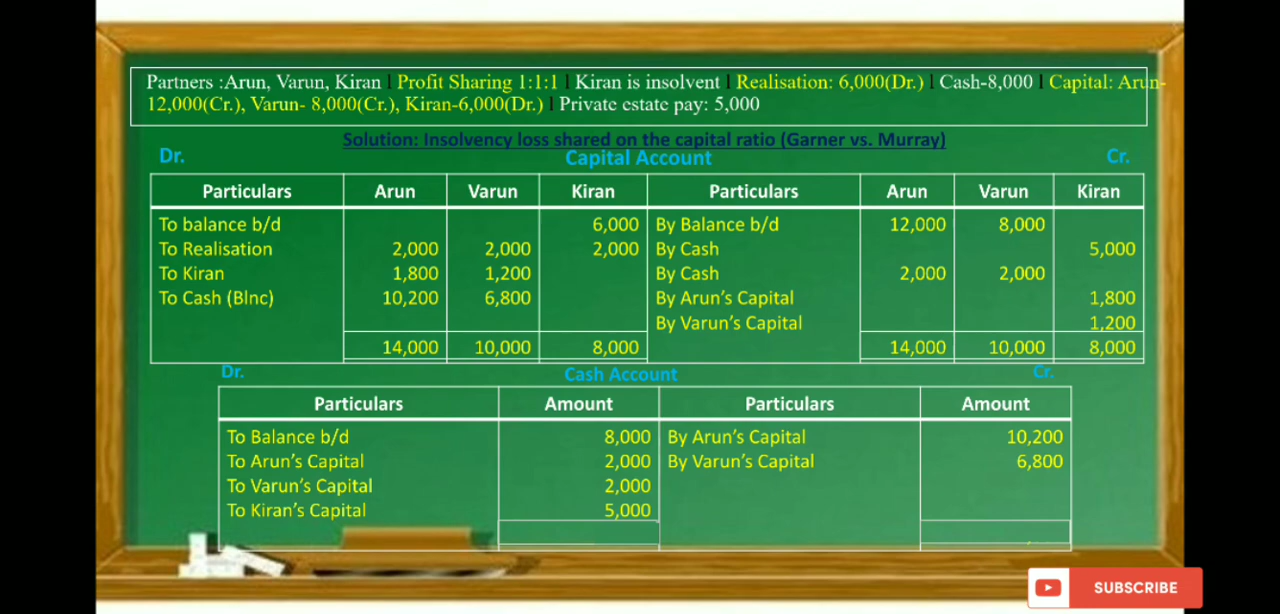 Partners :Arun, Varun, Kiran l Profit Sharing 1:1:1 l Kiran is insolvent l Realisation: 6,000(Dr.) l Cash-8,000 l Capital: Arun-
12,000(Cr.), Varun- 8,000(Cr.), Kiran-6,000(Dr.) l Private estate pay: 5,000
Solution: Insolvency loss shared on the capital ratio (Garner vs. Murray)
Dr. Capital Account Cr.
Particulars Arun Varun Kiran Particulars Arun Varun Kiran
To balance b/d 6,000 By Balance b/d 12,000 8,000
To Realisation 2,000 2,000 2,000 By Cash 5,000
To Kiran 1,800 1,200 By Cash 2,000 2,000
To Cash (Blnc) 10,200 6,800 By Arun's Capital 1,800
By Varun's Capital 1,200
14,000 10,000 8,000 14,000 10,000 8,000
Dr. Cash Account Cr.
Particulars Amount Particulars Amount
To Balance b/d 8,000 By Arun's Capital 10,200
To Arun's Capital 2,000 By Varun's Capital 6,800
To Varun's Capital 2,000
To Kiran's Capital 5,000
SUBSCRIBE